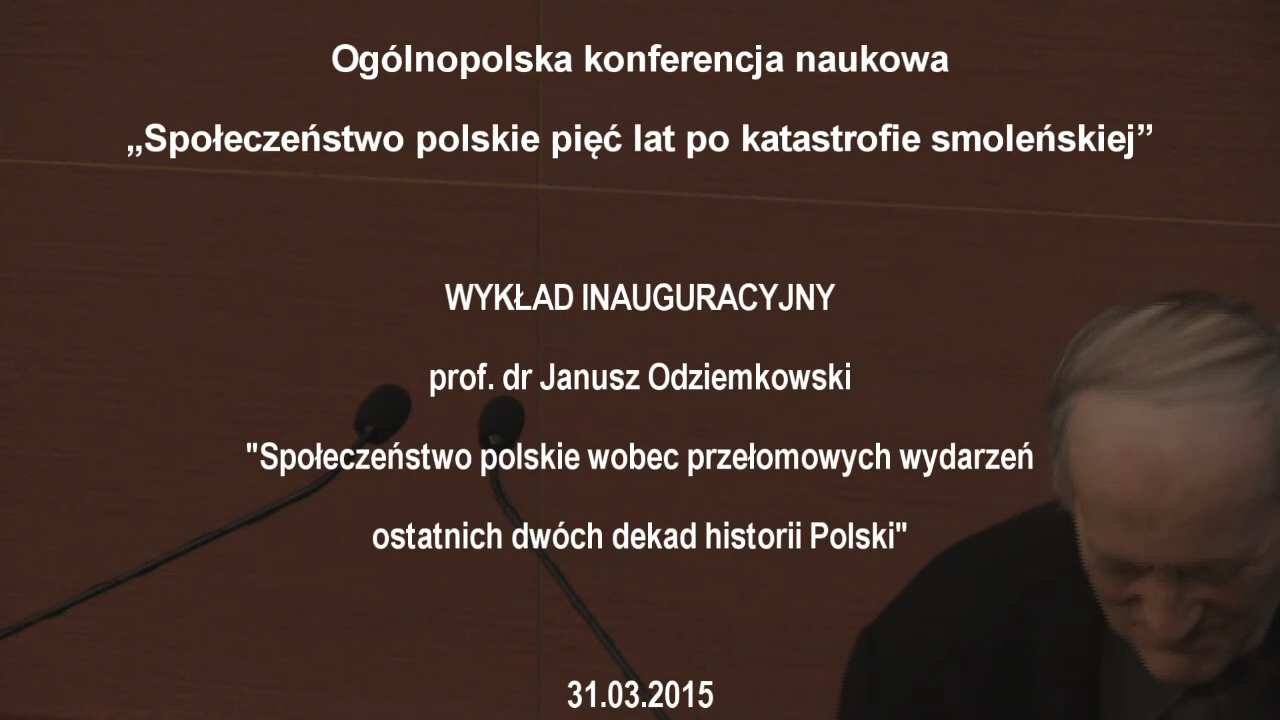 Ogólnopolska konferencja naukowa
„Społeczeństwo polskie pięć lat po katastrofie smoleńskiej”
WYKŁAD INAUGURACYJNY
prof. dr Janusz Odziemkowski
"Społeczeństwo polskie wobec przełomowych wydarzeń
ostatnich dwóch dekad historii Polski"
31.03.2015